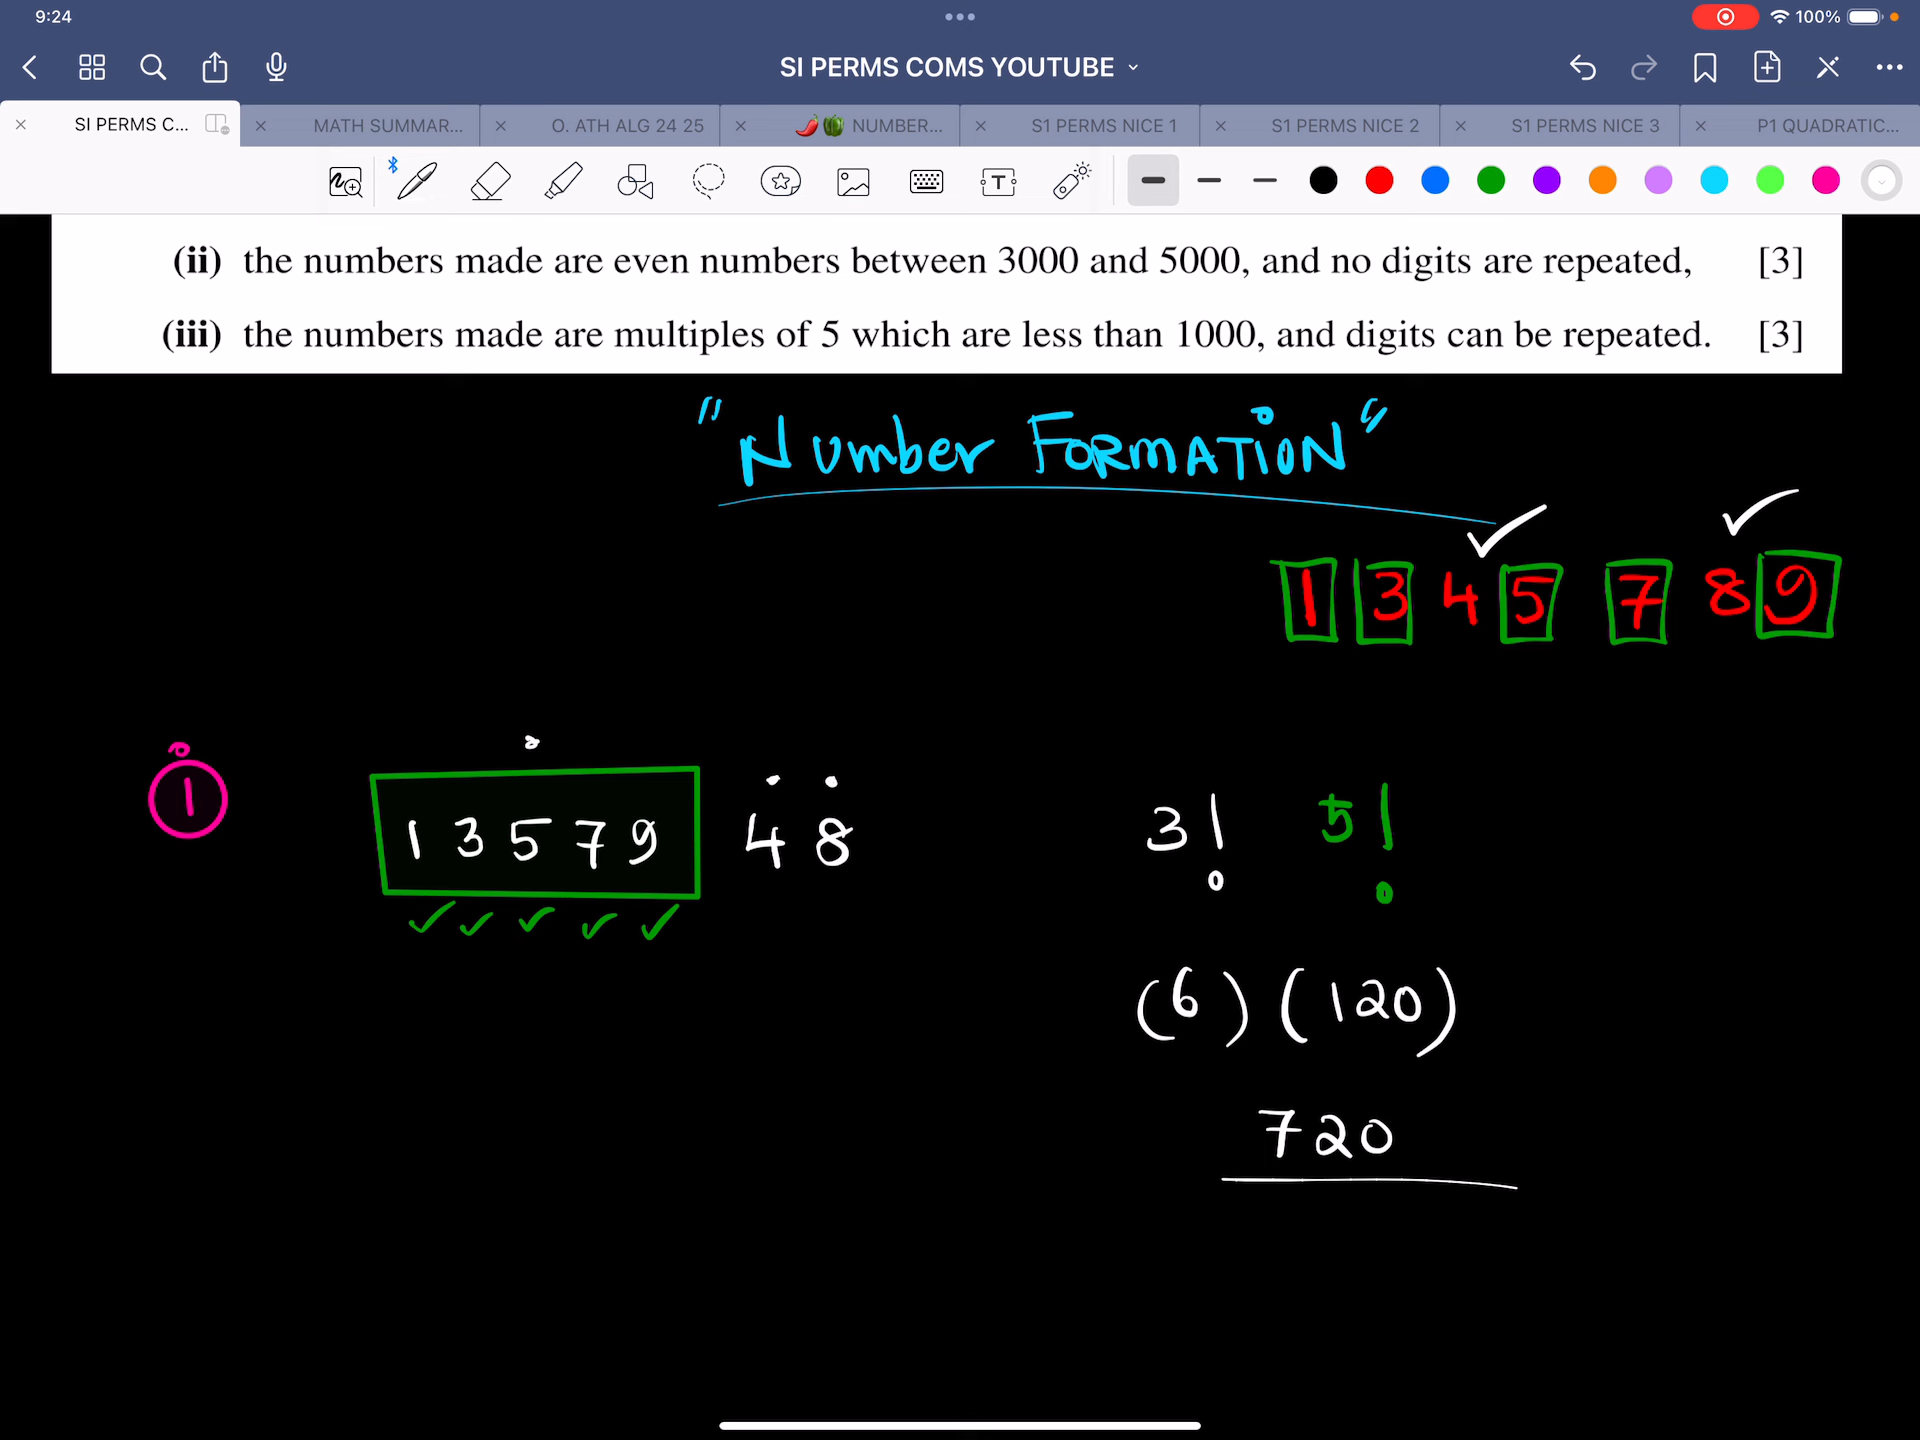 9:24
100%
SI PERMS COMS YOUTUBE
SI PERMS C...
MATH SUMMAR...
O. ATH ALG 24 25
🌶️🫑 NUMBER...
S1 PERMS NICE 1
S1 PERMS NICE 2
S1 PERMS NICE 3
P1 QUADRATIC...
(ii) the numbers made are even numbers between 3000 and 5000, and no digits are repeated, [3]
(iii) the numbers made are multiples of 5 which are less than 1000, and digits can be repeated. [3]
"Number FORMATION"
1 3 4 5 7 8 9
1
1 3 5 7 9 4 8
3! 5!
(6) (120)
720